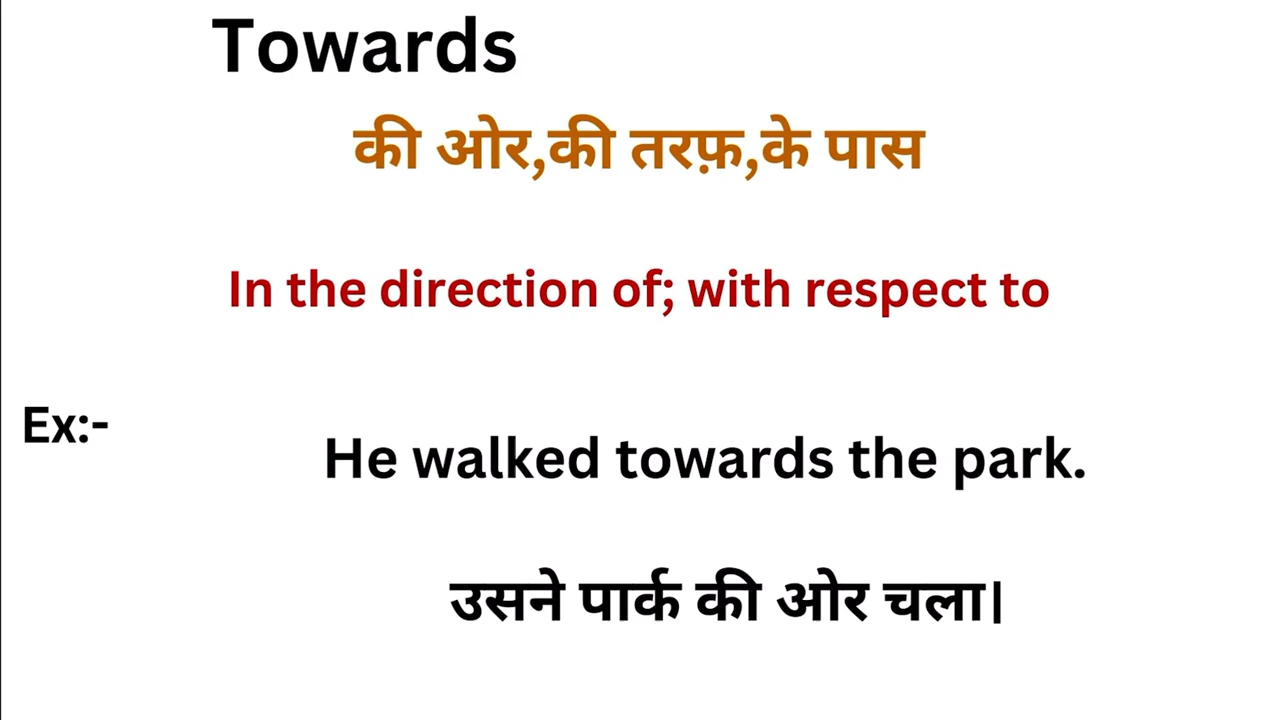 Towards
की ओर,की तरफ़,के पास
In the direction of; with respect to
Ex:-
He walked towards the park.
उसने पार्क की ओर चला।